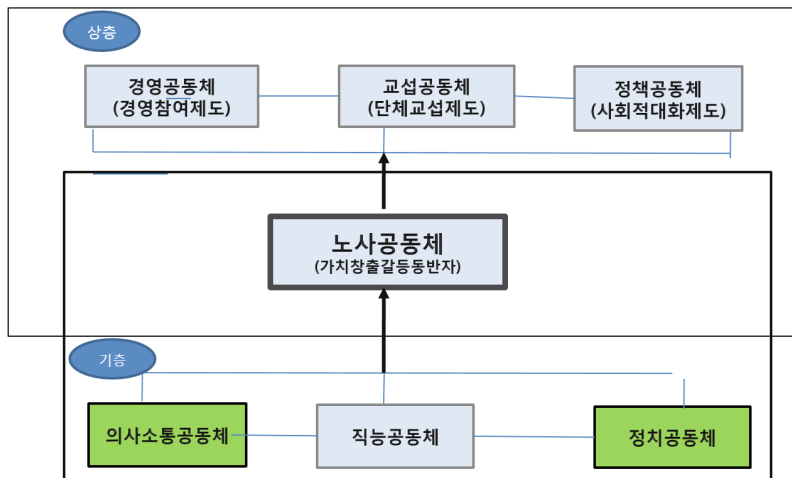 상층
경영공동체
(경영참여제도)
교섭공동체
(단체교섭제도)
정책공동체
(사회적대화제도)
노사공동체
(가치창출갈등동반자)
기층
의사소통공동체
직능공동체
정치공동체